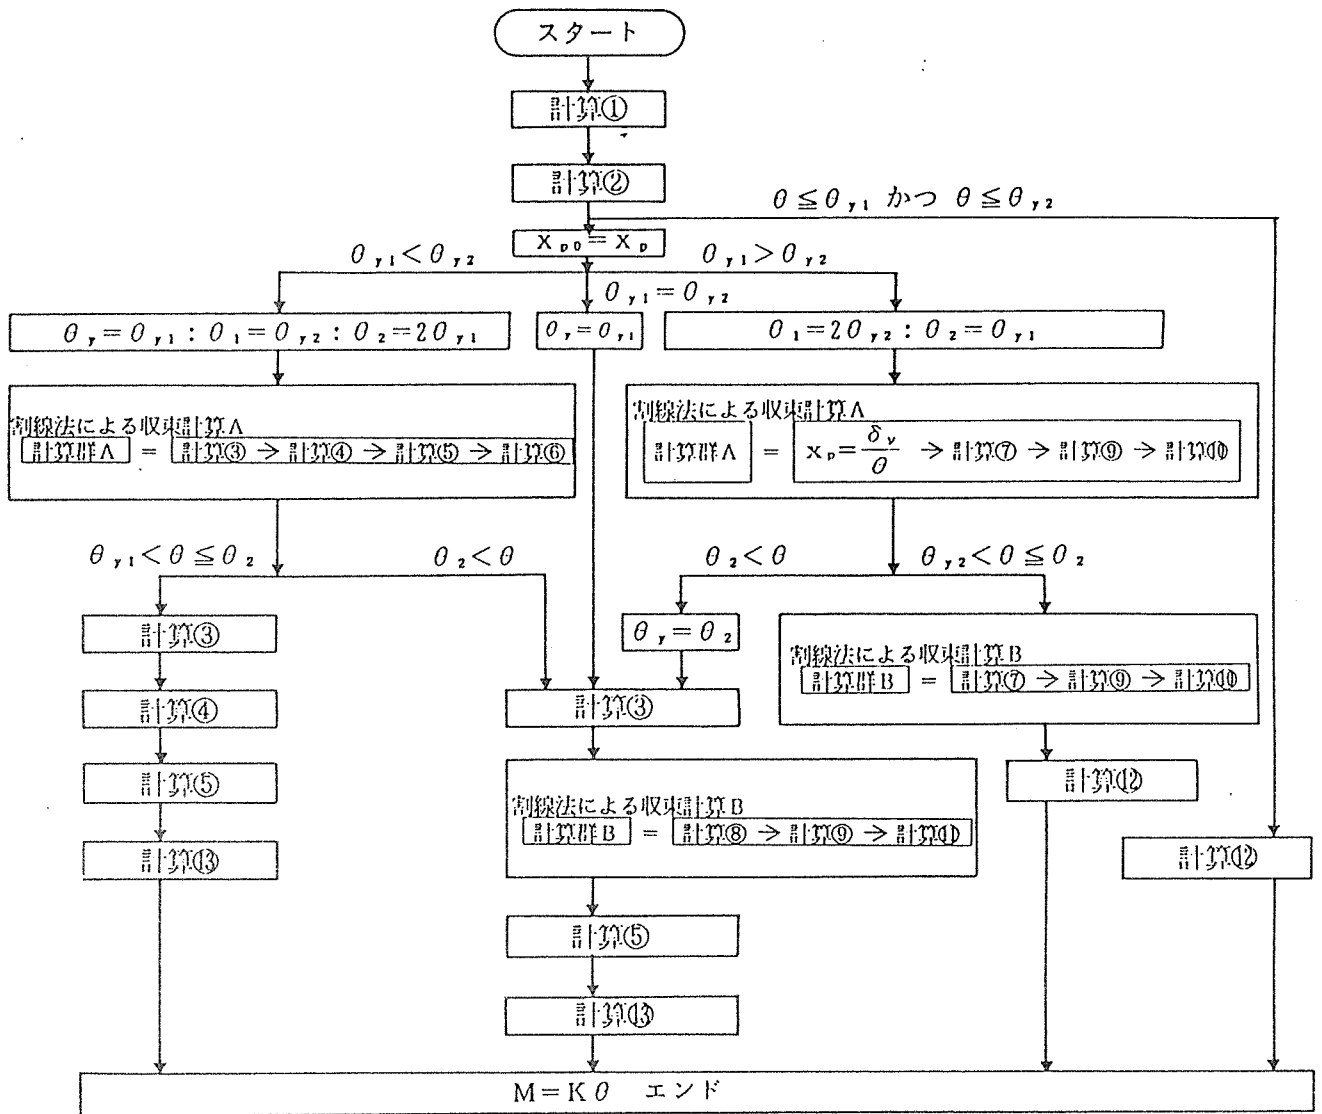 スタート
計算①
計算②
θ≦θy1 かつ θ≦θy2
xp0=xp
θy1<θy2
θy1>θy2
θy1=θy2
θy=θy1:θ1=θy2:θ2=2θy1
θy=θy1
θ1=2θy2:θ2=θy1
割線法による収束計算A
計算群A = 計算③→計算④→計算⑤→計算⑥
割線法による収束計算A
計算群A = xp=δv/θ →計算⑦→計算⑨→計算⑩
θy1<θ≦θ2
θ2<θ
θ2<θ
θy2<θ≦θ2
計算③
θy=θ2
割線法による収束計算B
計算群B = 計算⑦→計算⑨→計算⑩
計算④
計算③
計算⑤
計算⑫
割線法による収束計算B
計算群B = 計算⑧→計算⑨→計算⑪
計算⑬
計算⑫
計算⑤
計算⑬
M=Kθ エンド